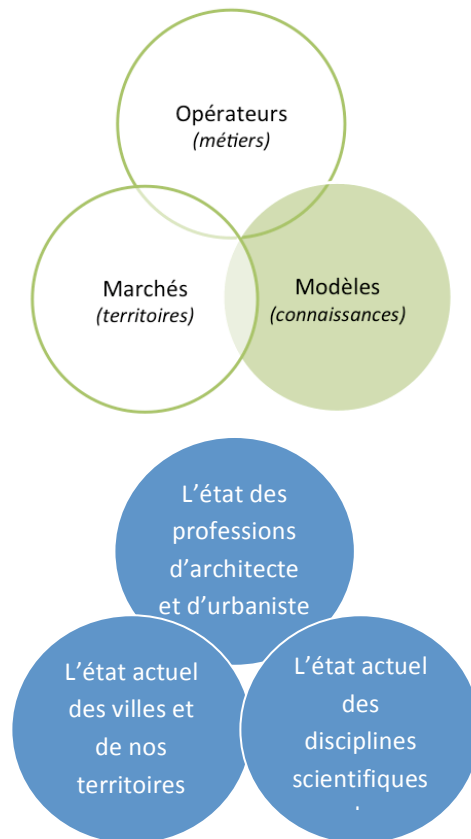 Opérateurs
(métiers)
Marchés
(territoires)
Modèles
(connaissances)
L’état des
professions
d’architecte
et d’urbaniste
L’état actuel
des villes et
de nos
territoires
L’état actuel
des
disciplines
scientifiques